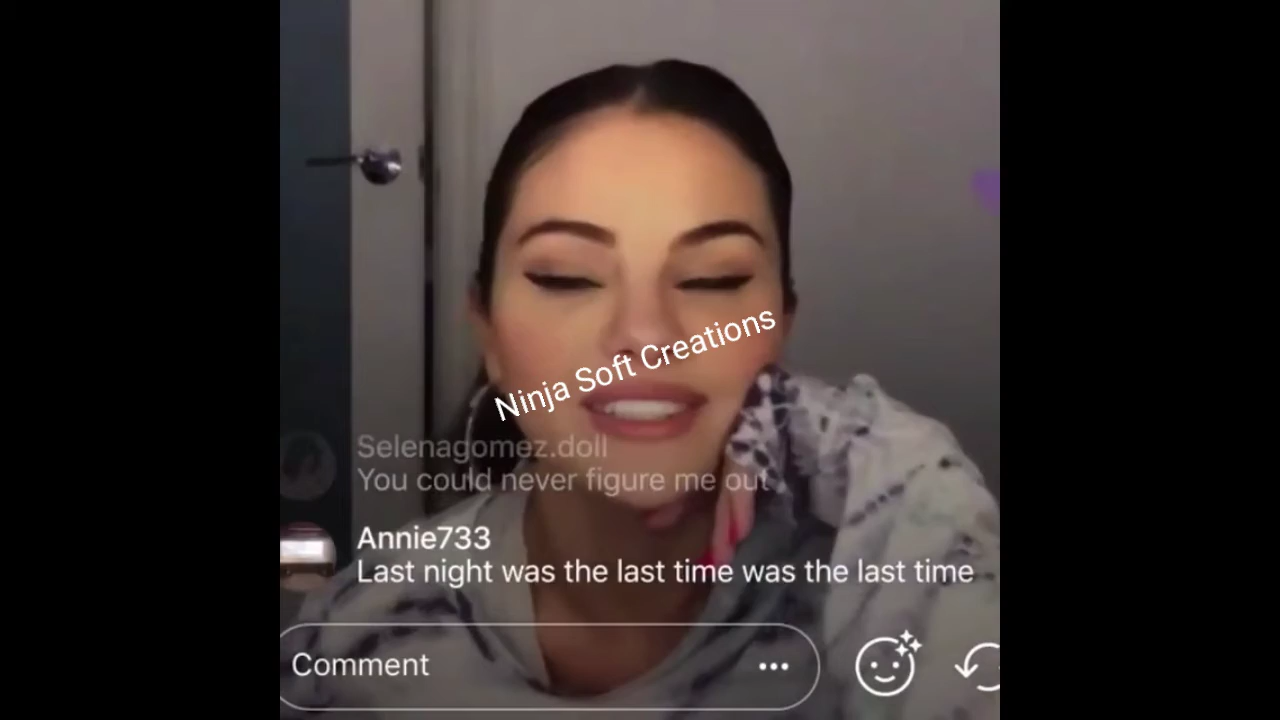 Ninja Soft Creations
Selenagomez.doll
You could never figure me out
Annie733
Last night was the last time was the last time
Comment